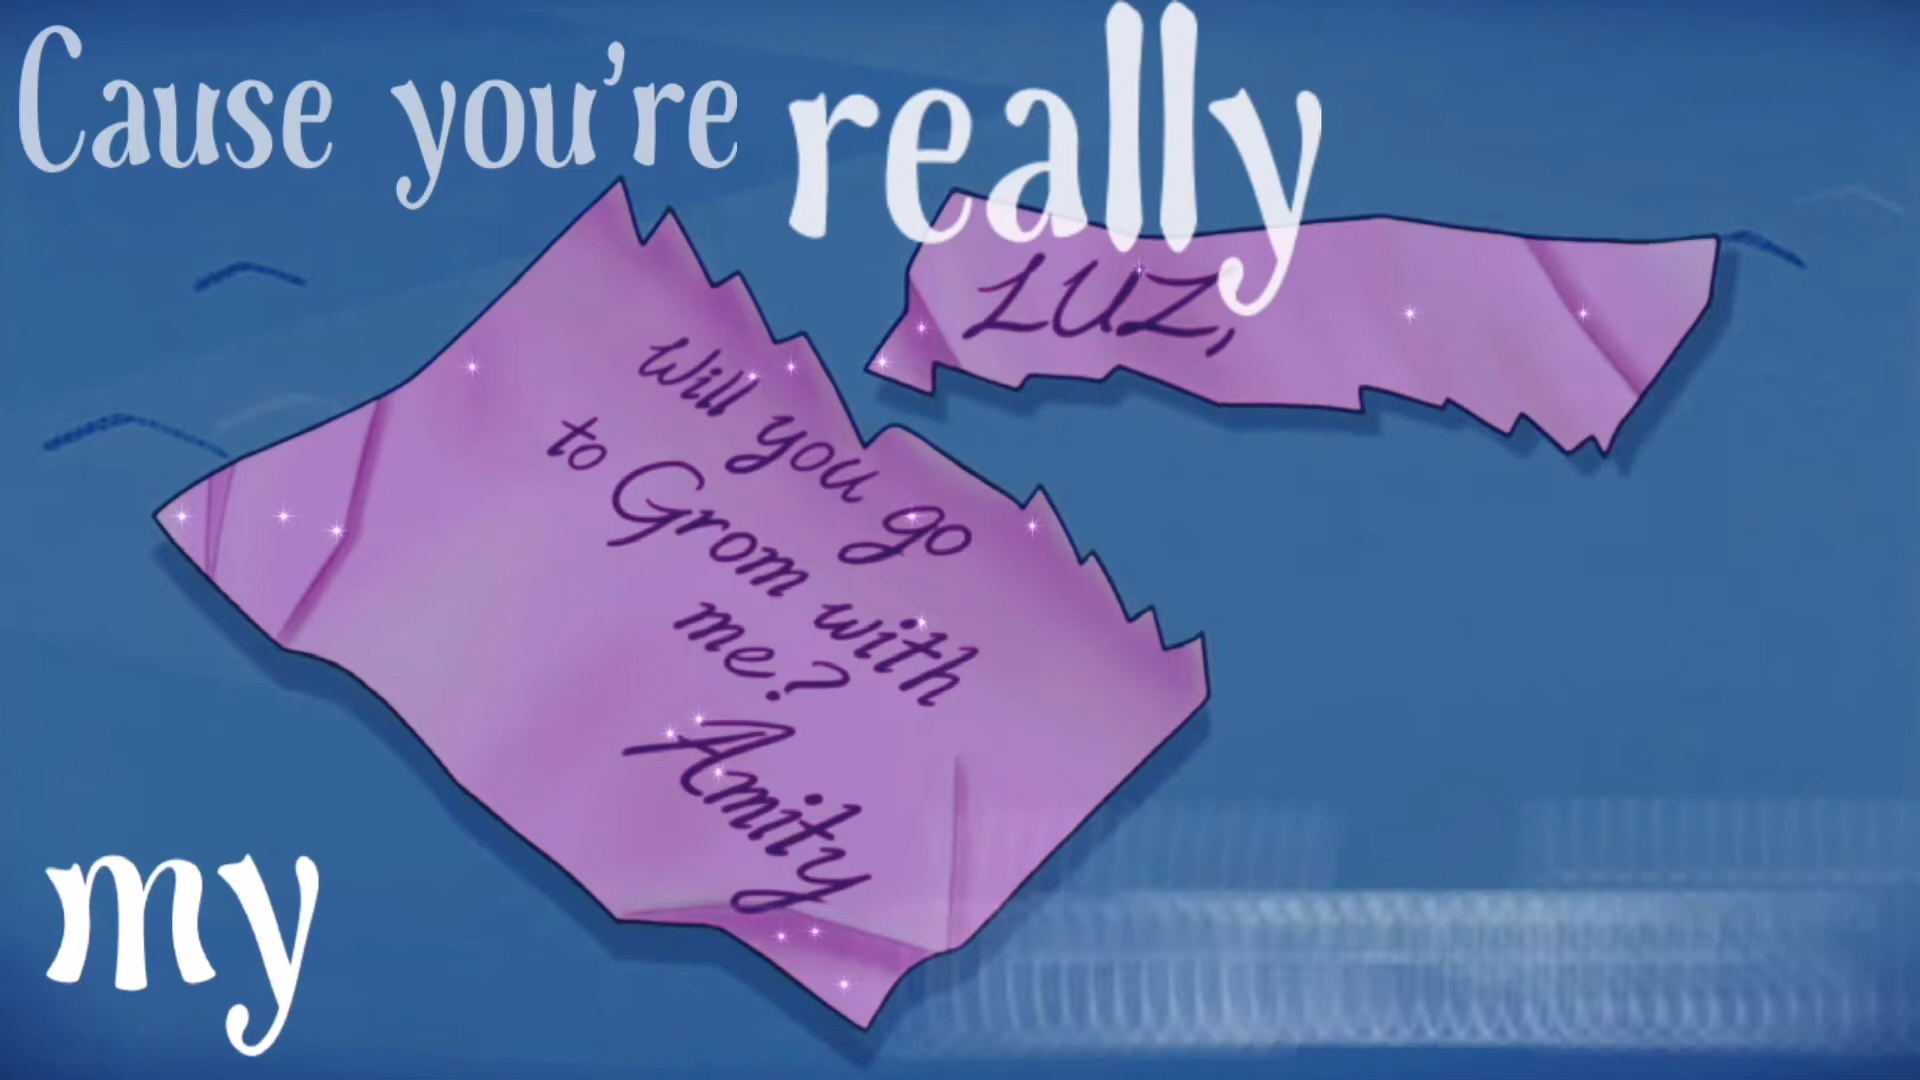 Cause you're really
LUZ,
Will you go
to Grom with
me?
Amity
my